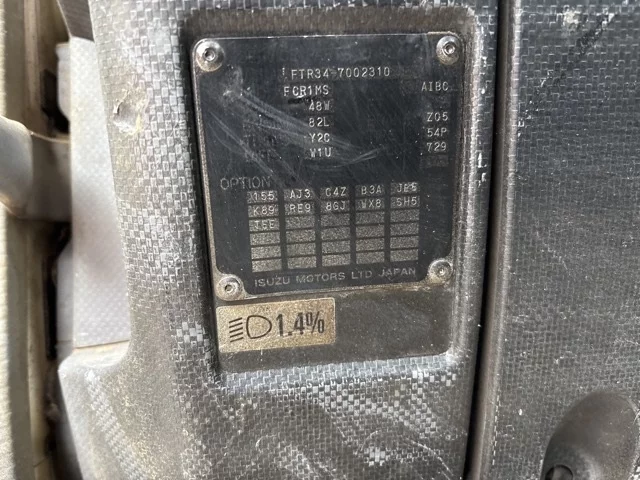 FTR34-7002310
FCR1MS AIBC
48W
82L Z05
Y2C 54P
W1U 729
OPTION
155 AJ3 C4Z B3A
K89 RE9 8GJ WX8 SH5
ISUZU MOTORS LTD JAPAN
1.4%